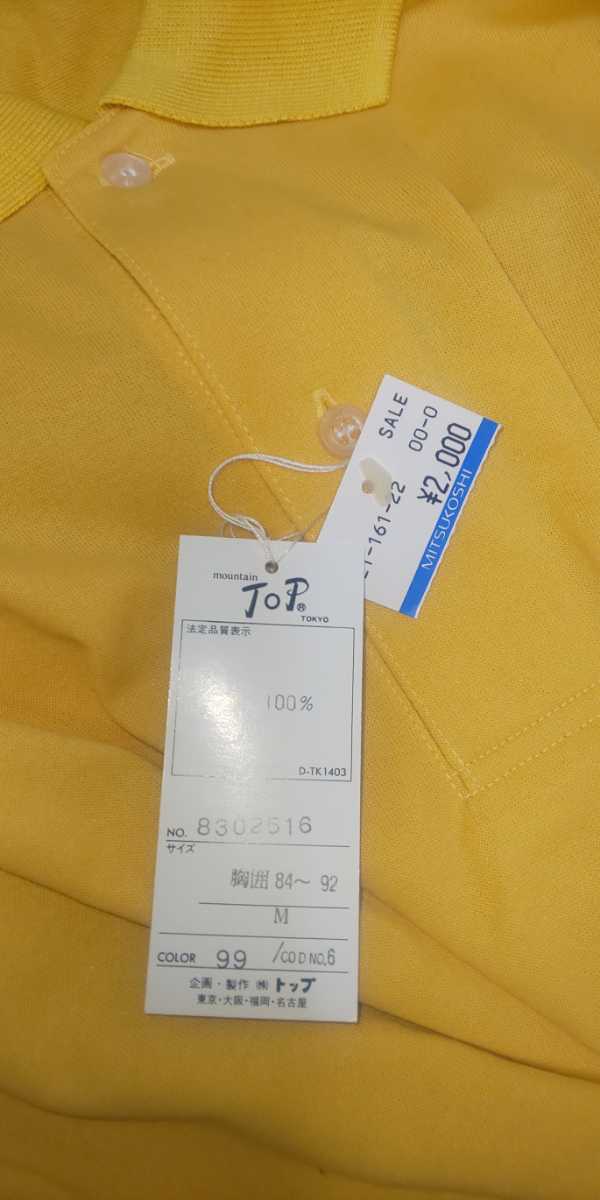 SALE
00-0
-161-22
¥2,000
MITSUKOSHI
mountain
TOP®
TOKYO
法定品質表示
100%
D-TK1403
NO. 8302516
サイズ
胸囲 84〜 92
M
COLOR 99 /COD NO.6
企画・製作 ㈱ トップ
東京・大阪・福岡・名古屋